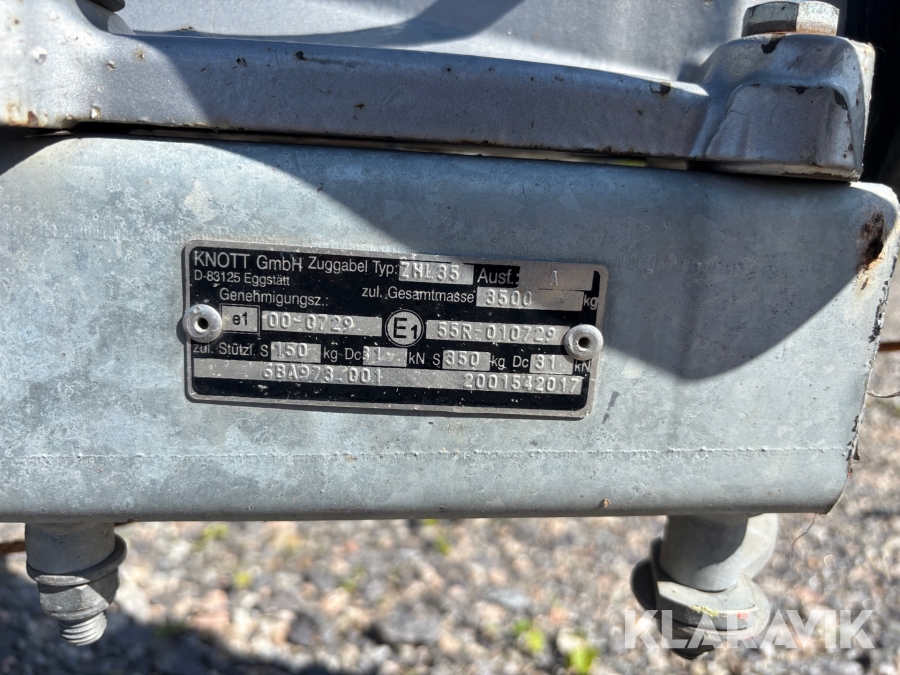 KNOTT GmbH Zuggabel Typ: ZHL35 Ausf.: A
D-83125 Eggstätt
zul. Gesamtmasse 3500 kg
Genehmigungsz.:
e1 00-0729 E1 55R-010729
zul. Stützl. S 150 kg Dc 31 kN S 350 kg Dc 31 kN
6BA973.001 2001542017
KLARAVIK